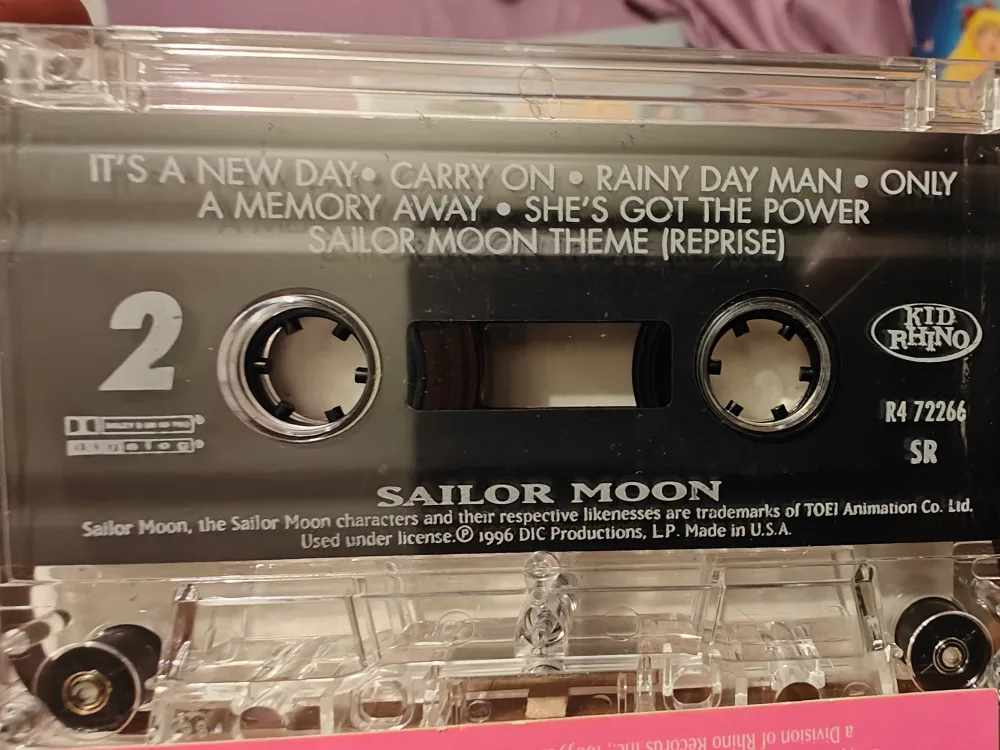 IT'S A NEW DAY • CARRY ON • RAINY DAY MAN • ONLY
A MEMORY AWAY • SHE'S GOT THE POWER
SAILOR MOON THEME (REPRISE)
2
KID
RHINO
R4 72266
SR
SAILOR MOON
Sailor Moon, the Sailor Moon characters and their respective likenesses are trademarks of TOEI Animation Co. Ltd.
Used under license.℗ 1996 DIC Productions, L.P. Made in U.S.A.
a Division of Rhino Records Inc.,